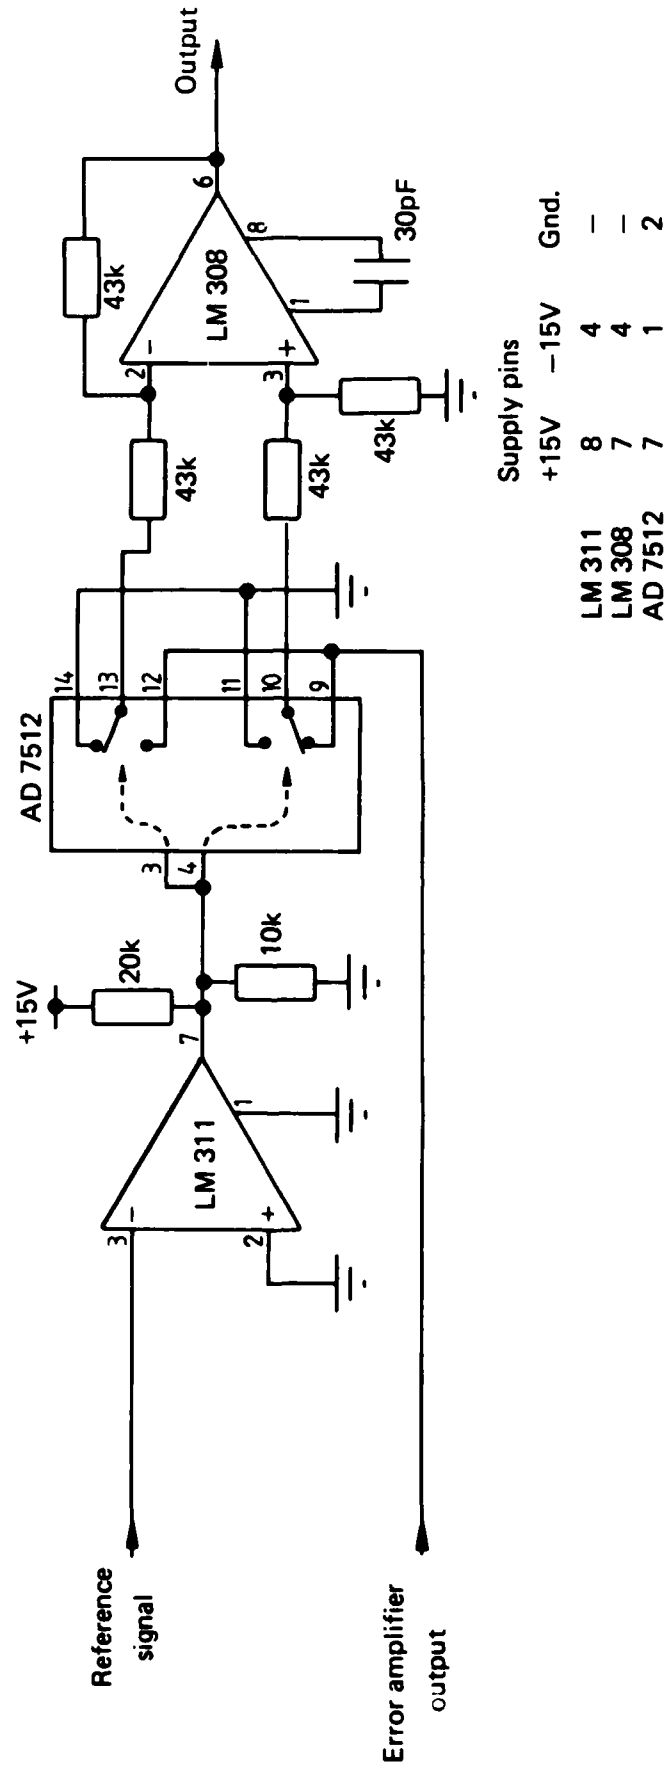 Reference
signal
Error amplifier
output
3
2
−
+
LM 311
1
7
+15V
20k
10k
AD 7512
3
4
14
13
12
11
10
9
43k
43k
43k
43k
2
3
−
+
LM 308
1
8
6
30pF
Output
Supply pins
+15V −15V Gnd.
LM 311 8 4 −
LM 308 7 4 −
AD 7512 7 1 2